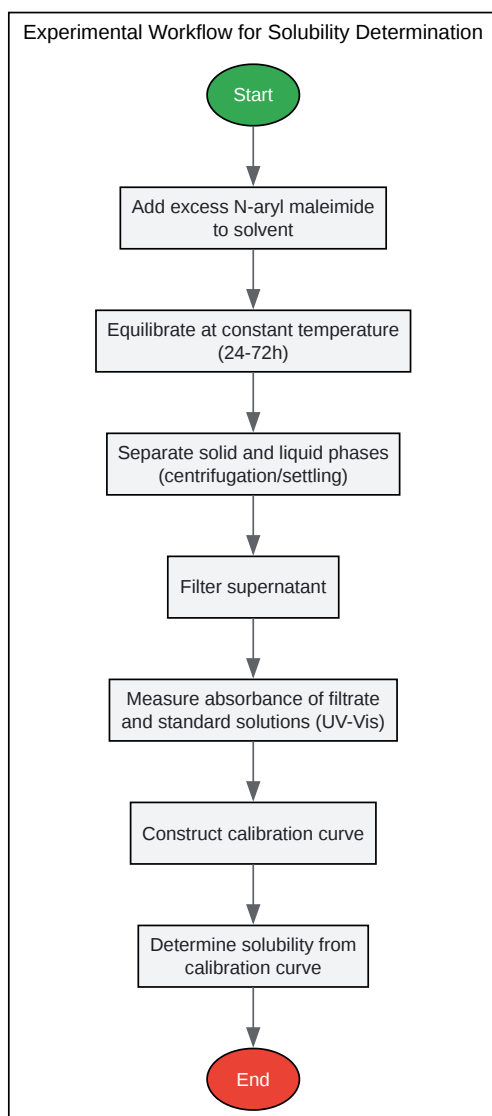 Experimental Workflow for Solubility Determination
Start
Add excess N-aryl maleimide
to solvent
Equilibrate at constant temperature
(24-72h)
Separate solid and liquid phases
(centrifugation/settling)
Filter supernatant
Measure absorbance of filtrate
and standard solutions (UV-Vis)
Construct calibration curve
Determine solubility from
calibration curve
End